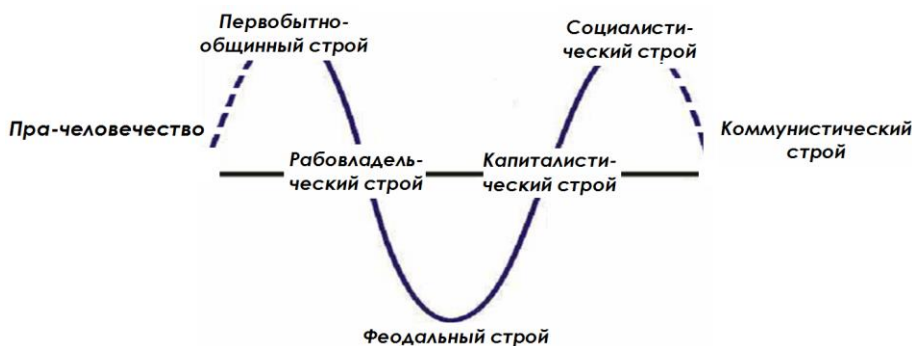 Первобытно-
общинный строй
Социалисти-
ческий строй
Пра-человечество
Коммунистический
строй
Рабовладель-
ческий строй
Капиталисти-
ческий строй
Феодальный строй